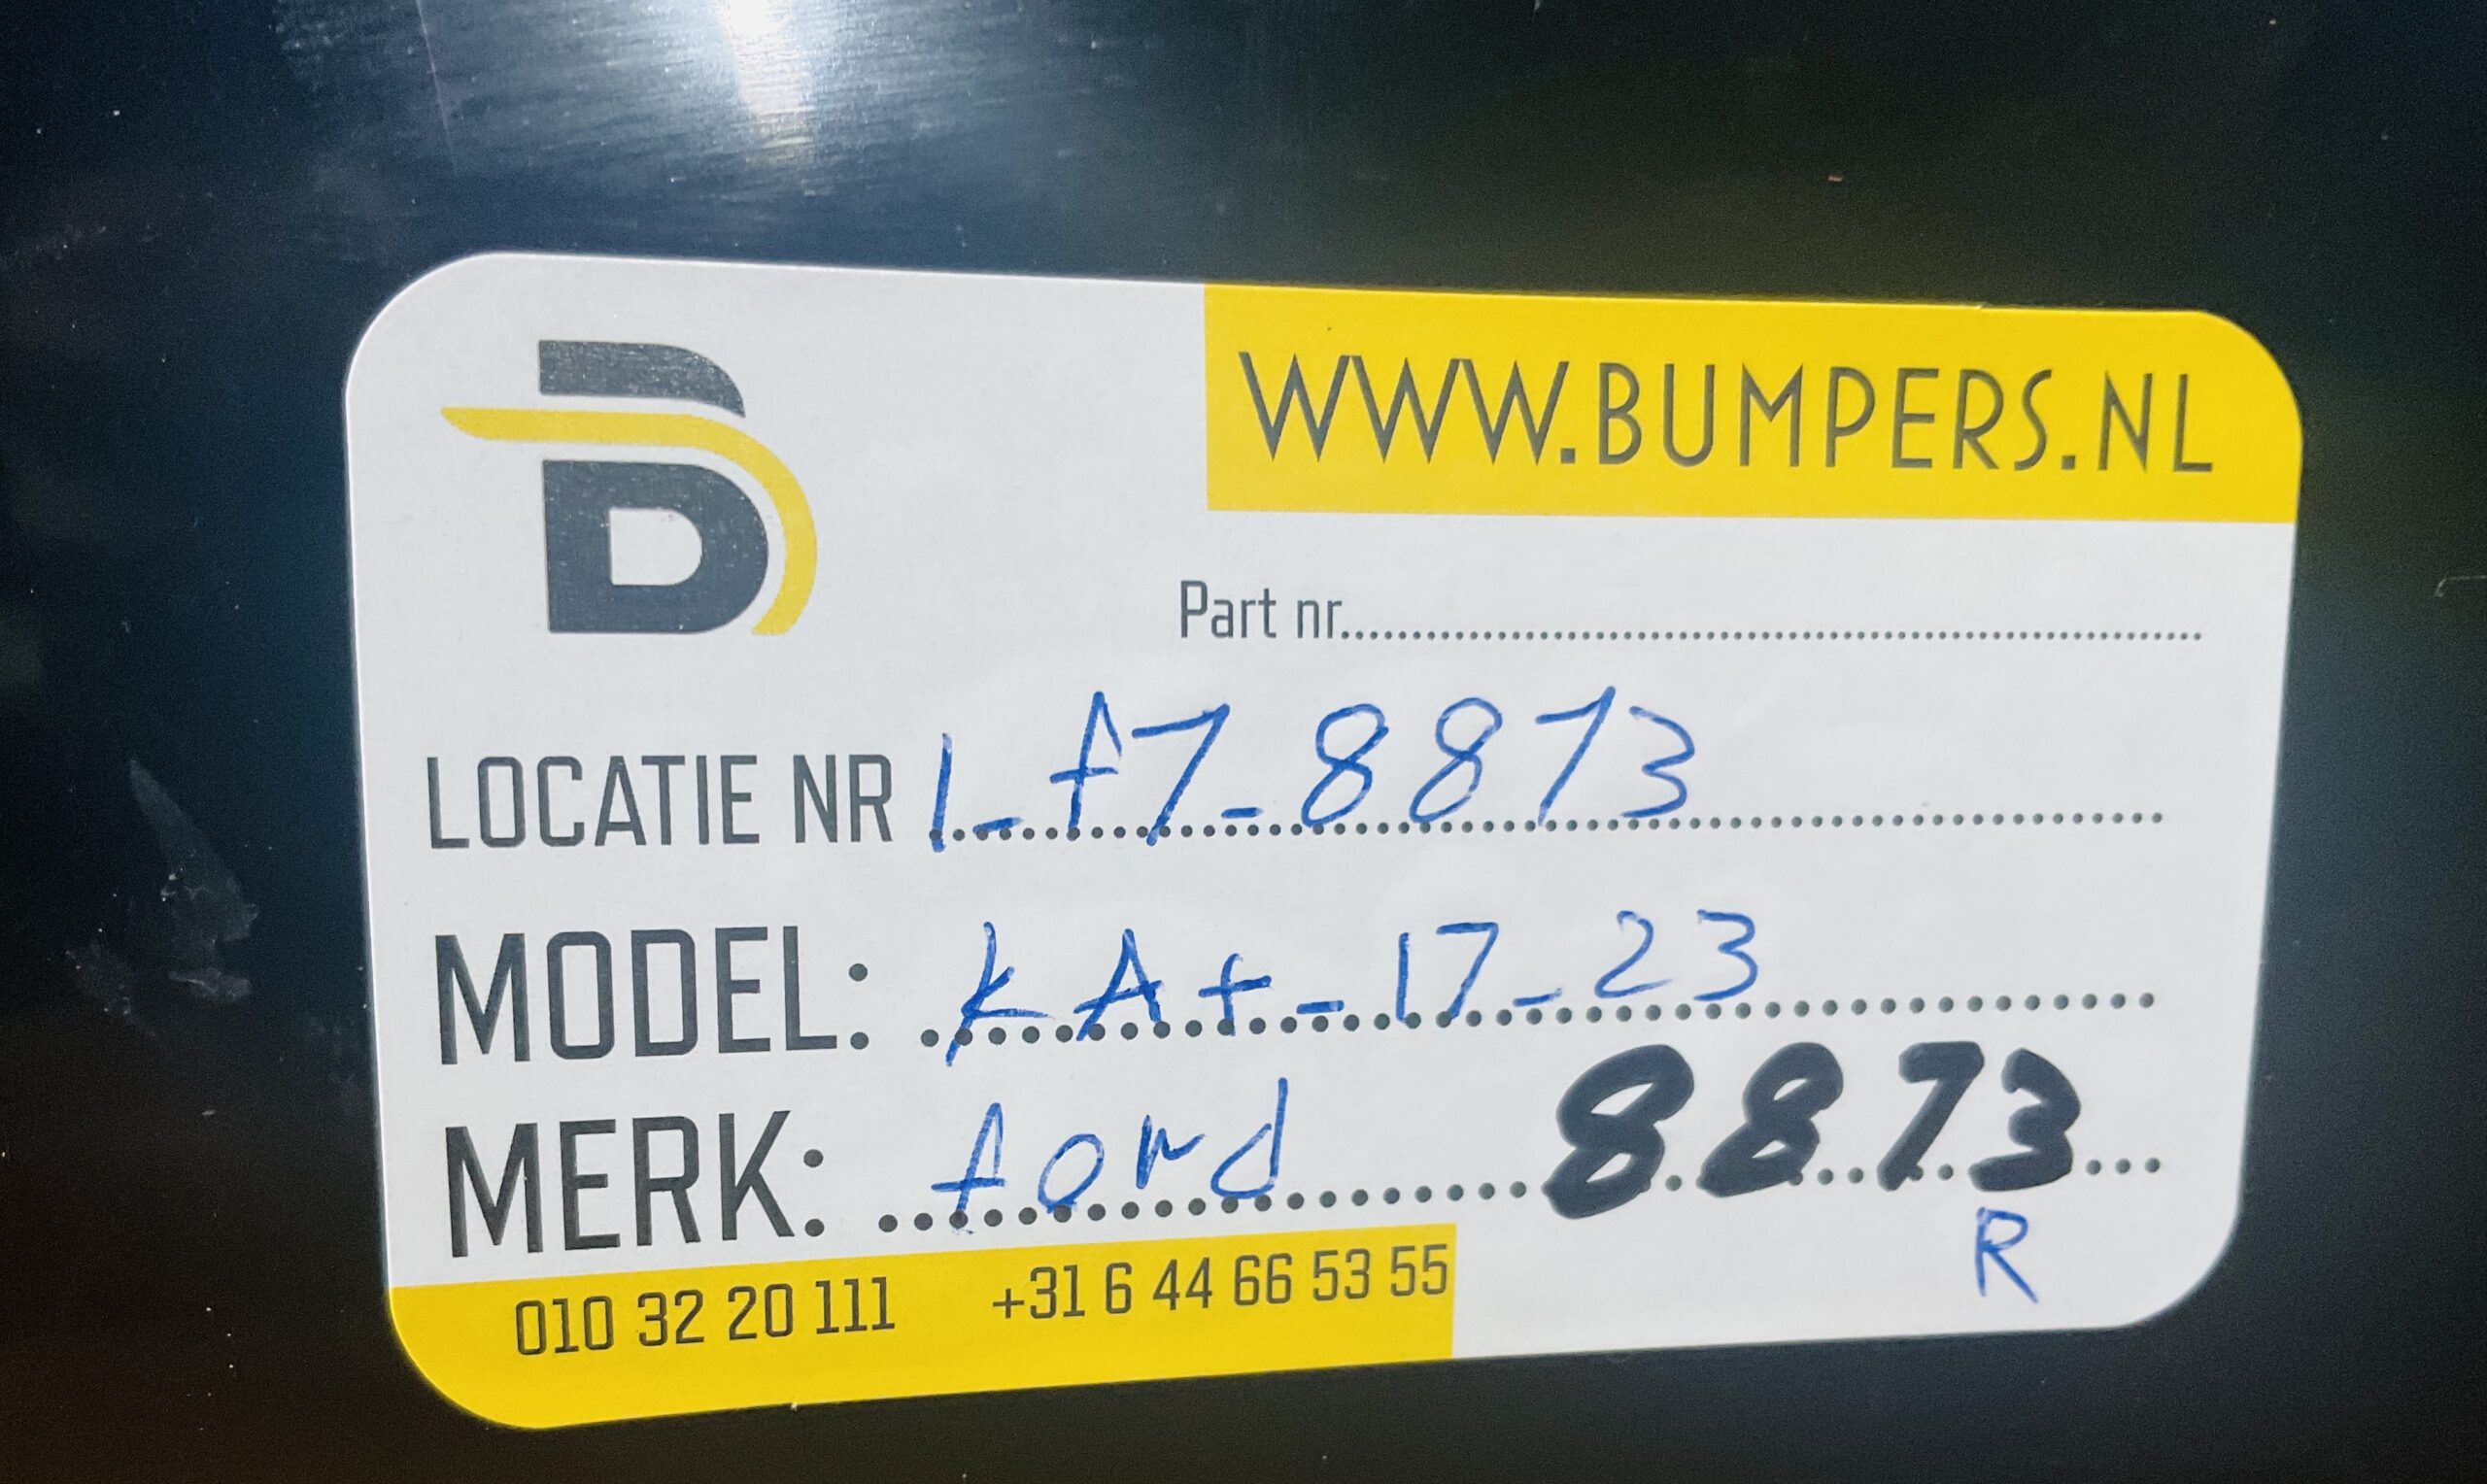 B
WWW.BUMPERS.NL
Part nr...............
LOCATIE NR 1-f7-8873
MODEL: KA+-17-23
MERK: ford 8873
R
010 32 20 111 +31 6 44 66 53 55